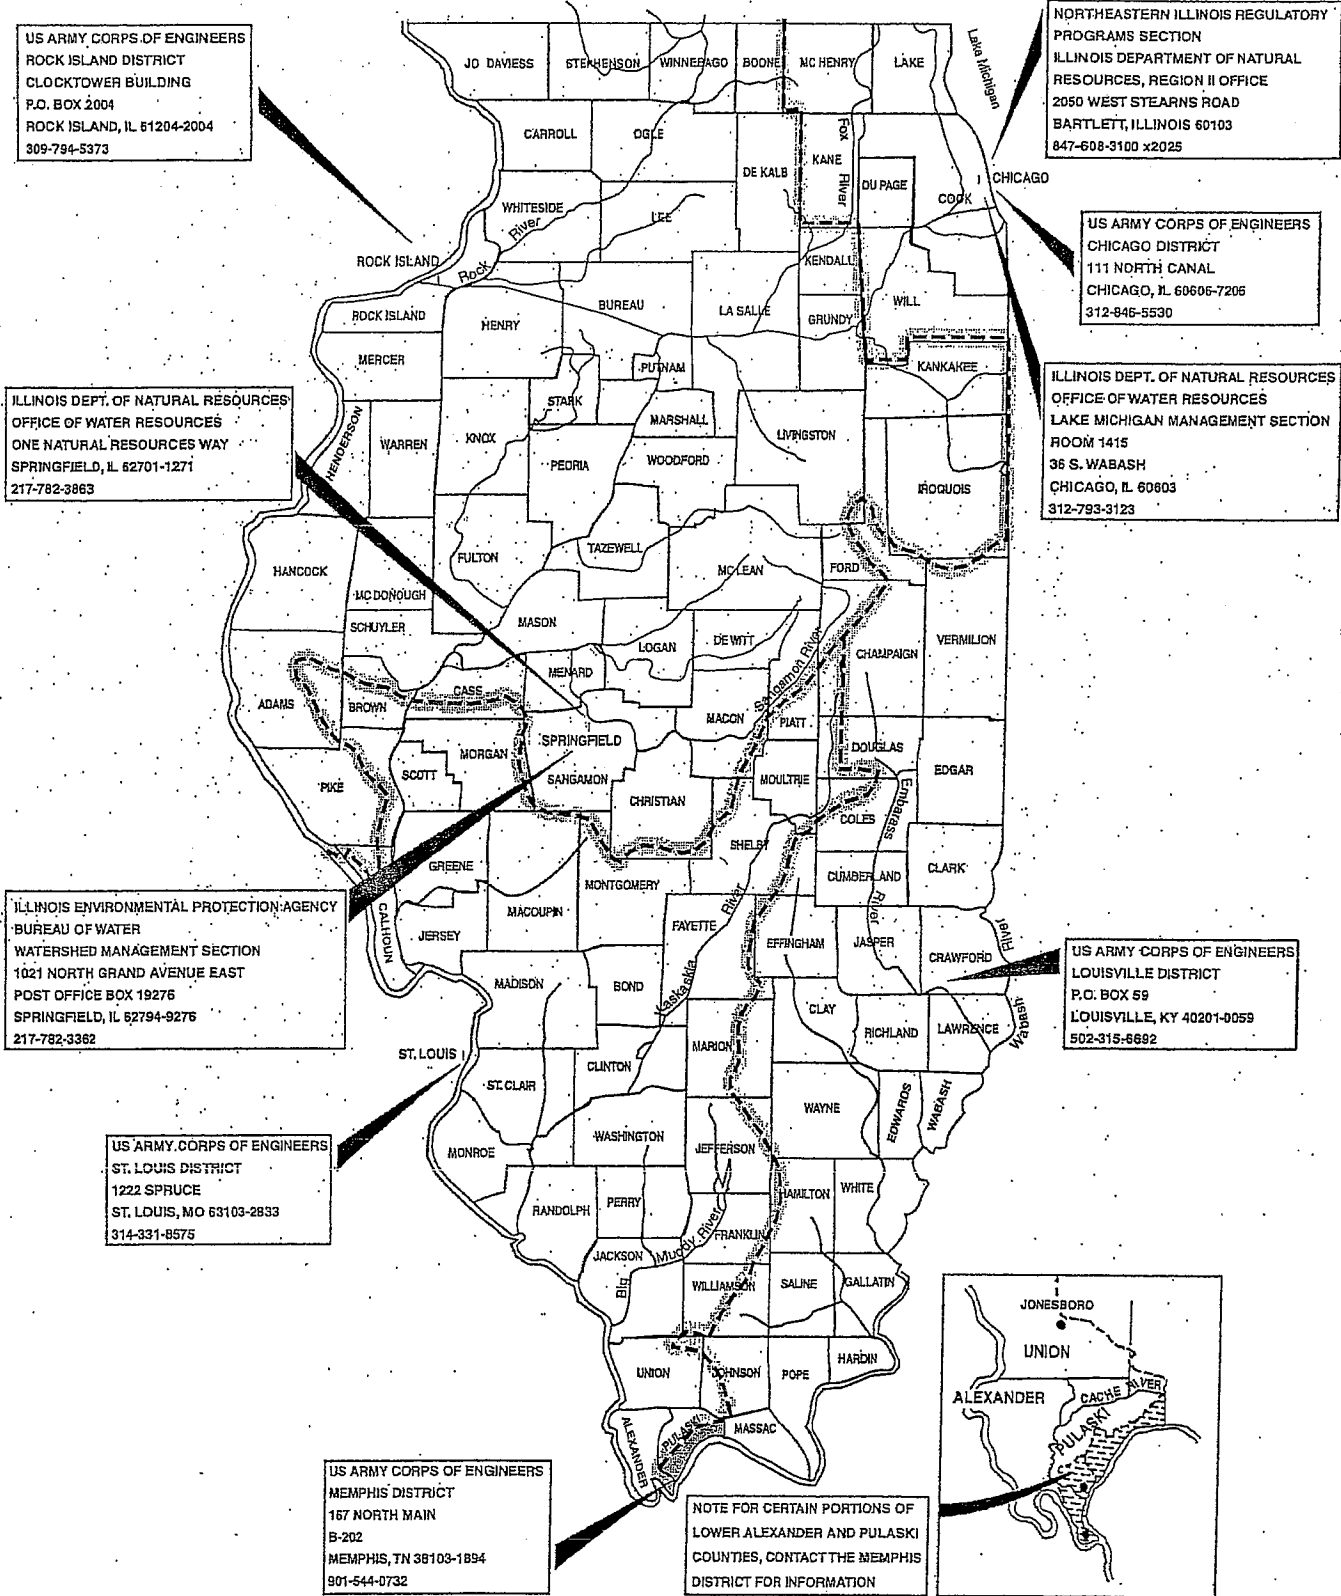 US ARMY CORPS OF ENGINEERS
ROCK ISLAND DISTRICT
CLOCKTOWER BUILDING
P.O. BOX 2004
ROCK ISLAND, IL 61204-2004
309-794-5373
NORTHEASTERN ILLINOIS REGULATORY
PROGRAMS SECTION
ILLINOIS DEPARTMENT OF NATURAL
RESOURCES, REGION II OFFICE
2050 WEST STEARNS ROAD
BARTLETT, ILLINOIS 60103
847-608-3100 x2025
US ARMY CORPS OF ENGINEERS
CHICAGO DISTRICT
111 NORTH CANAL
CHICAGO, IL 60606-7206
312-846-5530
ILLINOIS DEPT. OF NATURAL RESOURCES
OFFICE OF WATER RESOURCES
LAKE MICHIGAN MANAGEMENT SECTION
ROOM 1415
36 S. WABASH
CHICAGO, IL 60603
312-793-3123
ILLINOIS DEPT. OF NATURAL RESOURCES
OFFICE OF WATER RESOURCES
ONE NATURAL RESOURCES WAY
SPRINGFIELD, IL 62701-1271
217-782-3863
ILLINOIS ENVIRONMENTAL PROTECTION AGENCY
BUREAU OF WATER
WATERSHED MANAGEMENT SECTION
1021 NORTH GRAND AVENUE EAST
POST OFFICE BOX 19276
SPRINGFIELD, IL 62794-9276
217-782-3362
US ARMY CORPS OF ENGINEERS
LOUISVILLE DISTRICT
P.O. BOX 59
LOUISVILLE, KY 40201-0059
502-315-6692
US ARMY CORPS OF ENGINEERS
ST. LOUIS DISTRICT
1222 SPRUCE
ST. LOUIS, MO 63103-2833
314-331-8575
US ARMY CORPS OF ENGINEERS
MEMPHIS DISTRICT
167 NORTH MAIN
B-202
MEMPHIS, TN 38103-1894
901-544-0732
NOTE FOR CERTAIN PORTIONS OF
LOWER ALEXANDER AND PULASKI
COUNTIES, CONTACT THE MEMPHIS
DISTRICT FOR INFORMATION
JO DAVIESS
STEPHENSON
WINNEBAGO
BOONE
MC HENRY
LAKE
Lake Michigan
CARROLL
OGLE
DE KALB
KANE
Fox River
DU PAGE
COOK
CHICAGO
WHITESIDE
LEE
Rock River
ROCK ISLAND
KENDALL
WILL
ROCK ISLAND
HENRY
BUREAU
LA SALLE
GRUNDY
MERCER
PUTNAM
KANKAKEE
STARK
MARSHALL
HENDERSON
WARREN
KNOX
PEORIA
WOODFORD
LIVINGSTON
IROQUOIS
HANCOCK
MC DONOUGH
FULTON
TAZEWELL
MC LEAN
FORD
SCHUYLER
MASON
LOGAN
DE WITT
Sangamon River
CHAMPAIGN
VERMILION
ADAMS
BROWN
CASS
MENARD
MACON
PIATT
PIKE
SCOTT
MORGAN
SPRINGFIELD
SANGAMON
CHRISTIAN
MOULTRIE
DOUGLAS
EDGAR
COLES
Embarass River
SHELBY
CUMBERLAND
CLARK
GREENE
MONTGOMERY
MACOUPIN
CALHOUN
JERSEY
FAYETTE
Kaskaskia River
EFFINGHAM
JASPER
CRAWFORD
Wabash River
MADISON
BOND
CLAY
RICHLAND
LAWRENCE
ST. LOUIS
MARION
CLINTON
ST. CLAIR
WAYNE
EDWARDS
WABASH
MONROE
WASHINGTON
JEFFERSON
RANDOLPH
PERRY
HAMILTON
WHITE
FRANKLIN
JACKSON
Big Muddy River
WILLIAMSON
SALINE
GALLATIN
UNION
JOHNSON
POPE
HARDIN
ALEXANDER
PULASKI
MASSAC
JONESBORO
UNION
ALEXANDER
CACHE RIVER
PULASKI